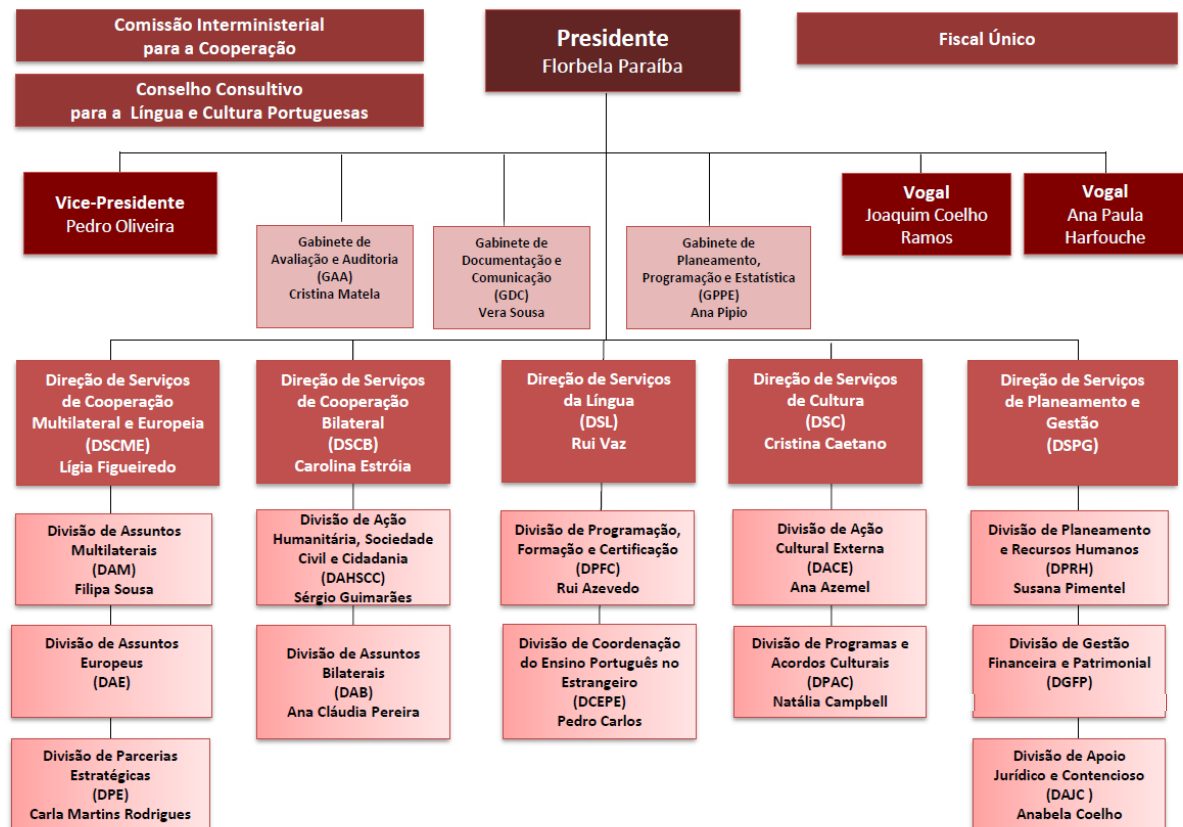 Comissão Interministerial
para a Cooperação
Conselho Consultivo
para a Língua e Cultura Portuguesas
Presidente
Florbela Paraíba
Fiscal Único
Vice-Presidente
Pedro Oliveira
Gabinete de
Avaliação e Auditoria
(GAA)
Cristina Matela
Gabinete de
Documentação e
Comunicação
(GDC)
Vera Sousa
Gabinete de
Planeamento,
Programação e Estatística
(GPPE)
Ana Pipio
Vogal
Joaquim Coelho
Ramos
Vogal
Ana Paula
Harfouche
Direção de Serviços
de Cooperação
Multilateral e Europeia
(DSCME)
Lígia Figueiredo
Direção de Serviços
de Cooperação
Bilateral
(DSCB)
Carolina Estróia
Direção de Serviços
da Língua
(DSL)
Rui Vaz
Direção de Serviços
de Cultura
(DSC)
Cristina Caetano
Direção de Serviços
de Planeamento e
Gestão
(DSPG)
Divisão de Assuntos
Multilaterais
(DAM)
Filipa Sousa
Divisão de Ação
Humanitária, Sociedade
Civil e Cidadania
(DAHSCC)
Sérgio Guimarães
Divisão de Programação,
Formação e Certificação
(DPFC)
Rui Azevedo
Divisão de Ação
Cultural Externa
(DACE)
Ana Azemel
Divisão de Planeamento
e Recursos Humanos
(DPRH)
Susana Pimentel
Divisão de Assuntos
Europeus
(DAE)
Divisão de Assuntos
Bilaterais
(DAB)
Ana Cláudia Pereira
Divisão de Coordenação
do Ensino Português no
Estrangeiro
(DCEPE)
Pedro Carlos
Divisão de Programas e
Acordos Culturais
(DPAC)
Natália Campbell
Divisão de Gestão
Financeira e Patrimonial
(DGFP)
Divisão de Parcerias
Estratégicas
(DPE)
Carla Martins Rodrigues
Divisão de Apoio
Jurídico e Contencioso
(DAJC )
Anabela Coelho